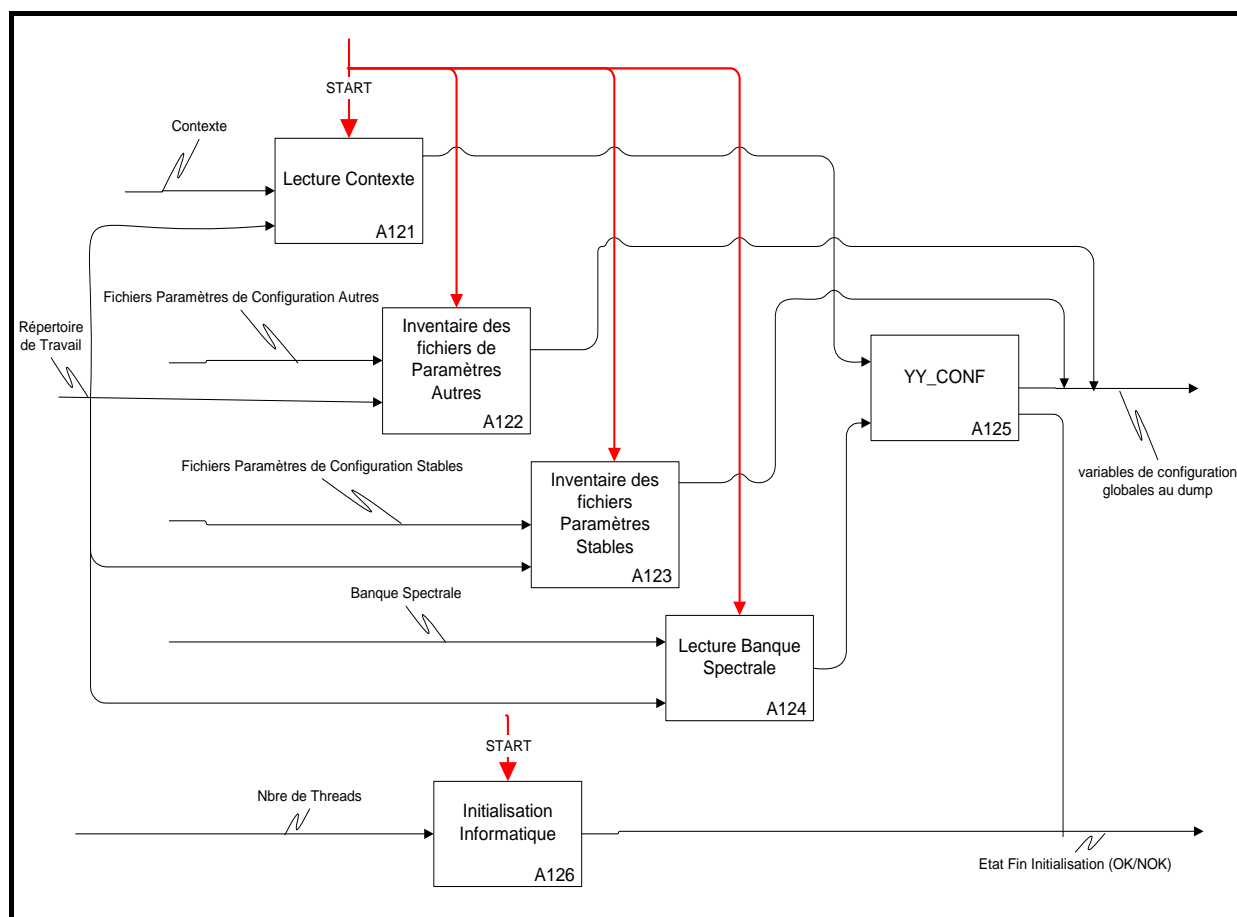 START
Contexte
Lecture Contexte
A121
Fichiers Paramètres de Configuration Autres
Répertoire
de Travail
Inventaire des
fichiers de
Paramètres
Autres
A122
YY_CONF
A125
variables de configuration
globales au dump
Fichiers Paramètres de Configuration Stables
Inventaire des
fichiers
Paramètres
Stables
A123
Banque Spectrale
Lecture Banque
Spectrale
A124
START
Nbre de Threads
Initialisation
Informatique
A126
Etat Fin Initialisation (OK/NOK)